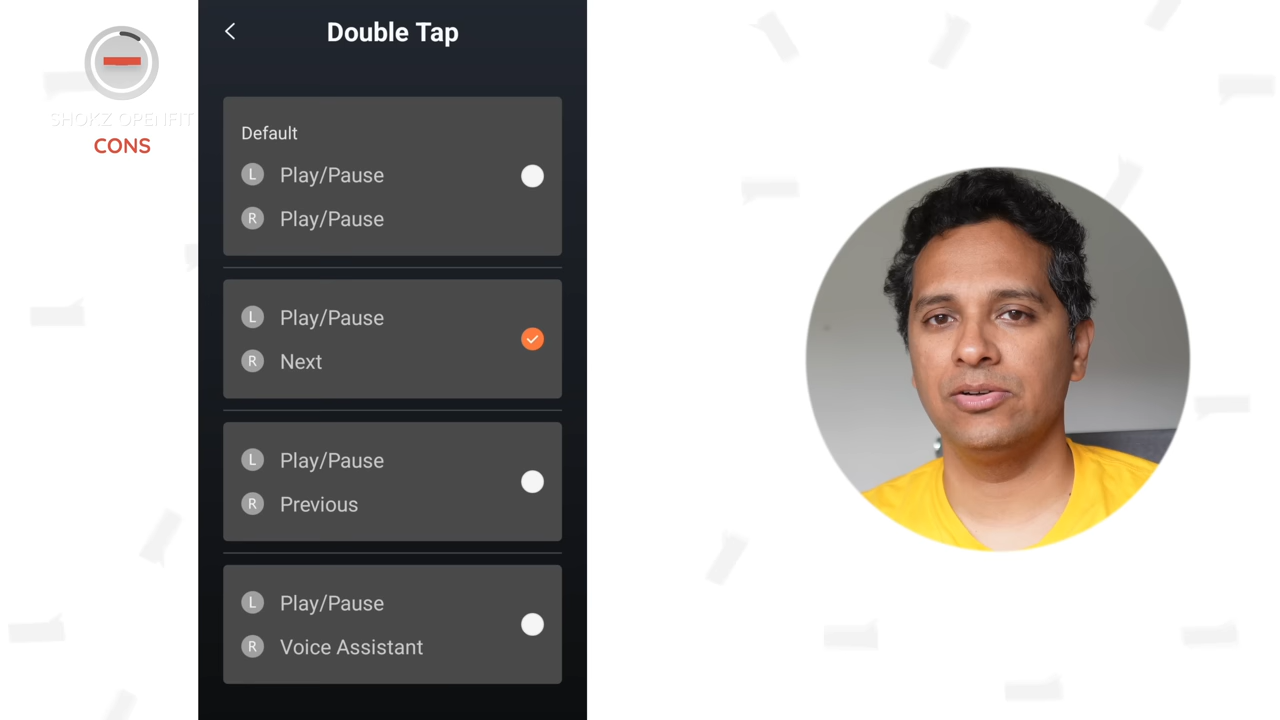 Double Tap
SHOKZ OPENFIT
CONS
Default
L Play/Pause
R Play/Pause
L Play/Pause
R Next
L Play/Pause
R Previous
L Play/Pause
R Voice Assistant